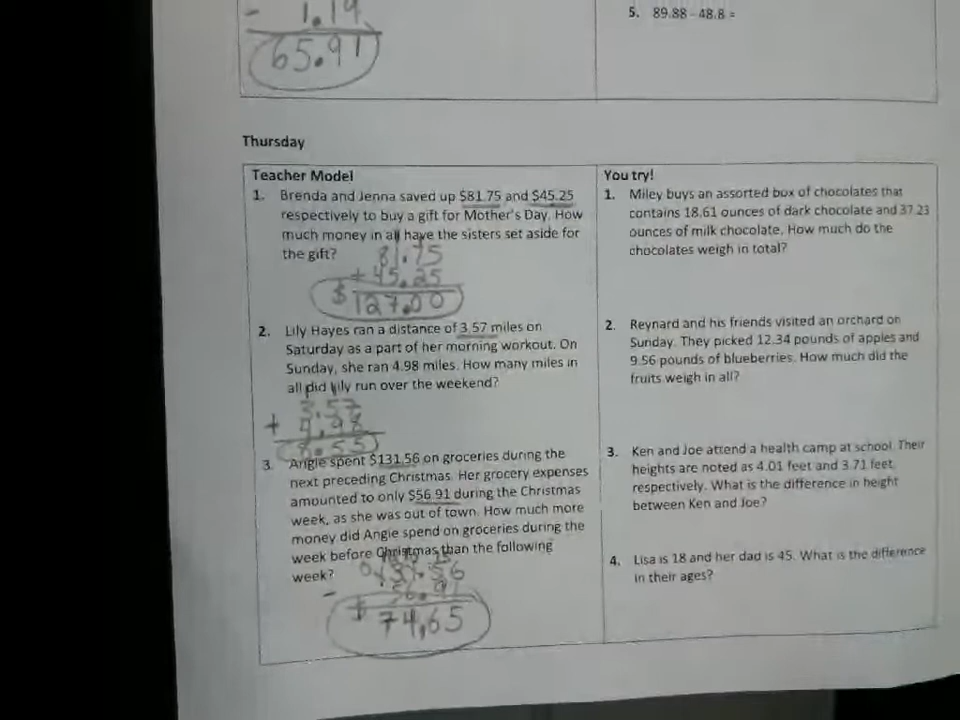 - 1.19
65.91
5. 89.88 - 48.8 =
Thursday
Teacher Model
1. Brenda and Jenna saved up $81.75 and $45.25
respectively to buy a gift for Mother's Day. How
much money in all have the sisters set aside for
the gift?
81.75
+ 45.25
$127.00
2. Lily Hayes ran a distance of 3.57 miles on
Saturday as a part of her morning workout. On
Sunday, she ran 4.98 miles. How many miles in
all did Lily run over the weekend?
3.57
+ 4.98
8.55
3. Angie spent $131.56 on groceries during the
next preceding Christmas. Her grocery expenses
amounted to only $56.91 during the Christmas
week, as she was out of town. How much more
money did Angie spend on groceries during the
week before Christmas than the following
week?
131.56
- 56.91
$ 74.65
You try!
1. Miley buys an assorted box of chocolates that
contains 18.61 ounces of dark chocolate and 37.23
ounces of milk chocolate. How much do the
chocolates weigh in total?
2. Reynard and his friends visited an orchard on
Sunday. They picked 12.34 pounds of apples and
9.56 pounds of blueberries. How much did the
fruits weigh in all?
3. Ken and Joe attend a health camp at school. Their
heights are noted as 4.01 feet and 3.71 feet
respectively. What is the difference in height
between Ken and Joe?
4. Lisa is 18 and her dad is 45. What is the difference
in their ages?